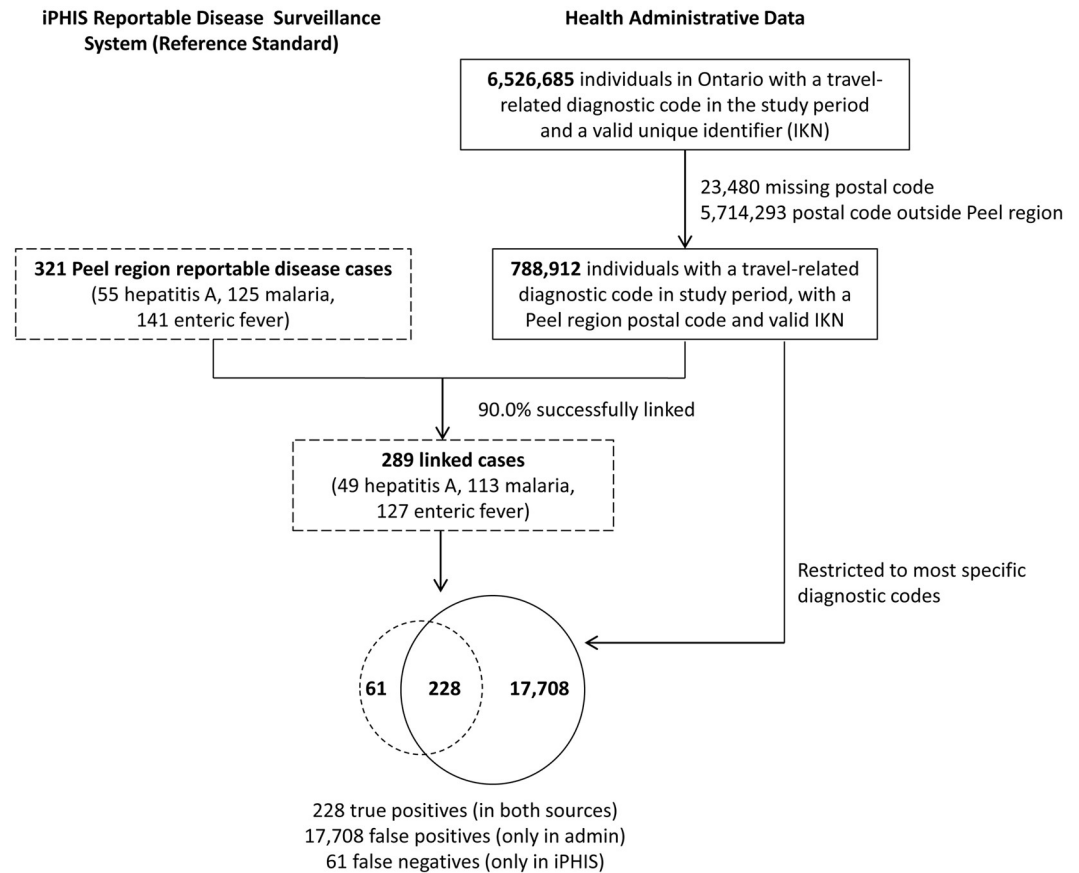 iPHIS Reportable Disease Surveillance
System (Reference Standard)
Health Administrative Data
6,526,685 individuals in Ontario with a travel-
related diagnostic code in the study period
and a valid unique identifier (IKN)
23,480 missing postal code
5,714,293 postal code outside Peel region
321 Peel region reportable disease cases
(55 hepatitis A, 125 malaria,
141 enteric fever)
788,912 individuals with a travel-related
diagnostic code in study period, with a
Peel region postal code and valid IKN
90.0% successfully linked
289 linked cases
(49 hepatitis A, 113 malaria,
127 enteric fever)
Restricted to most specific
diagnostic codes
61 228 17,708
228 true positives (in both sources)
17,708 false positives (only in admin)
61 false negatives (only in iPHIS)